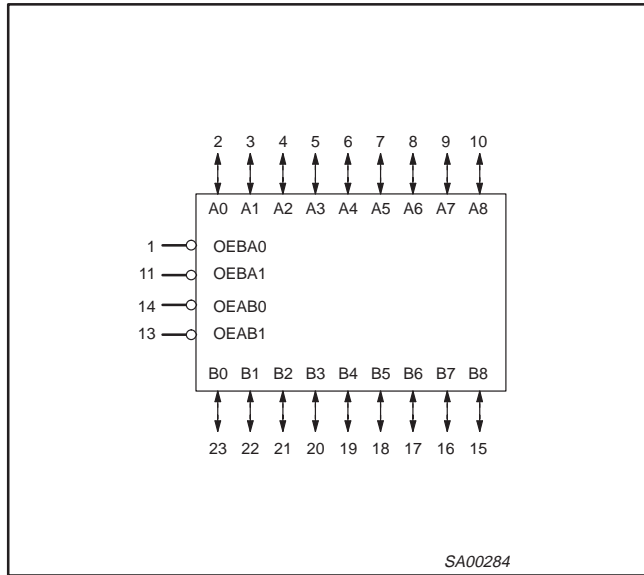 2 3 4 5 6 7 8 9 10
A0 A1 A2 A3 A4 A5 A6 A7 A8
1 OEBA0
11 OEBA1
14 OEAB0
13 OEAB1
B0 B1 B2 B3 B4 B5 B6 B7 B8
23 22 21 20 19 18 17 16 15
SA00284